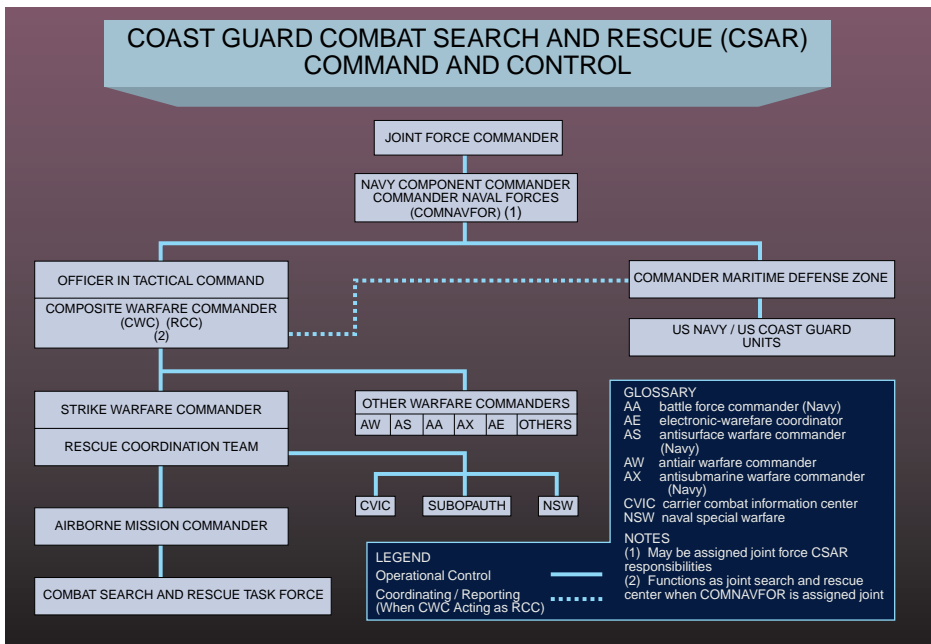 COAST GUARD COMBAT SEARCH AND RESCUE (CSAR)
COMMAND AND CONTROL
JOINT FORCE COMMANDER
NAVY COMPONENT COMMANDER
COMMANDER NAVAL FORCES
(COMNAVFOR) (1)
OFFICER IN TACTICAL COMMAND
COMPOSITE WARFARE COMMANDER
(CWC) (RCC)
(2)
COMMANDER MARITIME DEFENSE ZONE
US NAVY / US COAST GUARD
UNITS
STRIKE WARFARE COMMANDER
RESCUE COORDINATION TEAM
OTHER WARFARE COMMANDERS
AW AS AA AX AE OTHERS
CVIC SUBOPAUTH NSW
AIRBORNE MISSION COMMANDER
COMBAT SEARCH AND RESCUE TASK FORCE
LEGEND
Operational Control
Coordinating / Reporting
(When CWC Acting as RCC)
GLOSSARY
AA battle force commander (Navy)
AE electronic-warefare coordinator
AS antisurface warfare commander
(Navy)
AW antiair warfare commander
AX antisubmarine warfare commander
(Navy)
CVIC carrier combat information center
NSW naval special warfare
NOTES
(1) May be assigned joint force CSAR
responsibilities
(2) Functions as joint search and rescue
center when COMNAVFOR is assigned joint